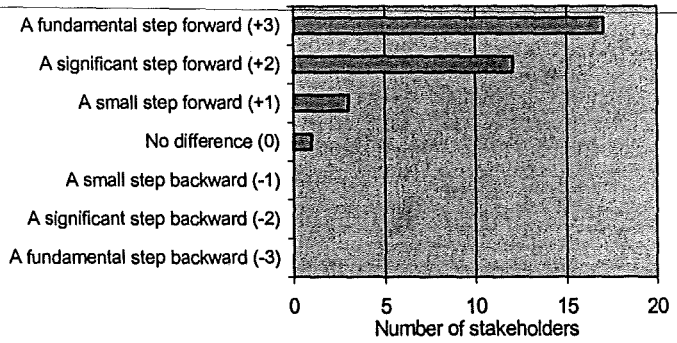 A fundamental step forward (+3)
A significant step forward (+2)
A small step forward (+1)
No difference (0)
A small step backward (-1)
A significant step backward (-2)
A fundamental step backward (-3)
0 5 10 15 20
Number of stakeholders